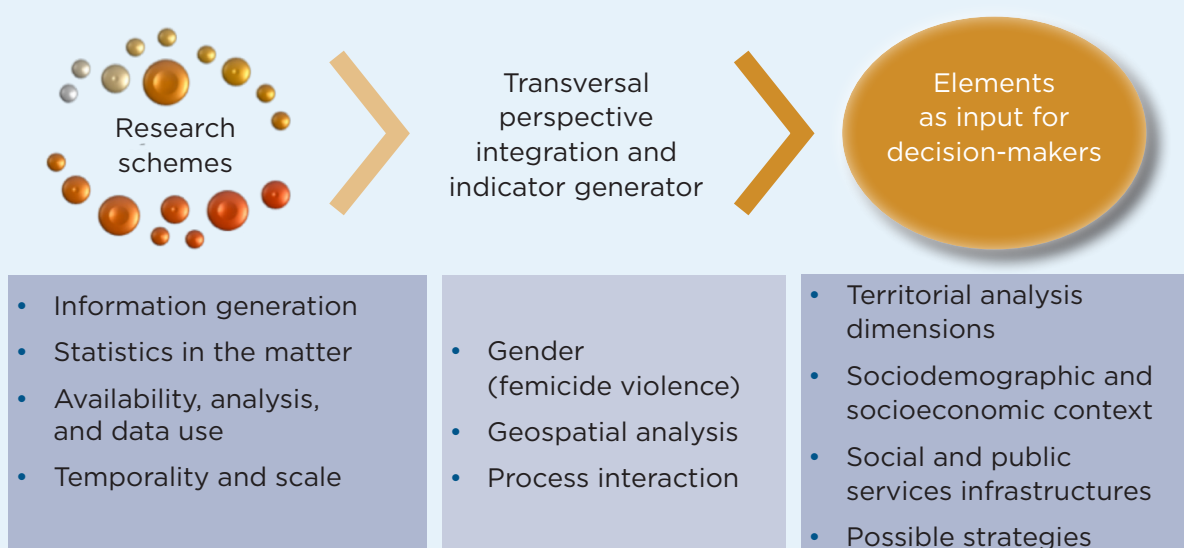 Research
schemes
Transversal
perspective
integration and
indicator generator
Elements
as input for
decision-makers
• Information generation
• Statistics in the matter
• Availability, analysis,
and data use
• Temporality and scale
• Gender
(femicide violence)
• Geospatial analysis
• Process interaction
• Territorial analysis
dimensions
• Sociodemographic and
socioeconomic context
• Social and public
services infrastructures
• Possible strategies